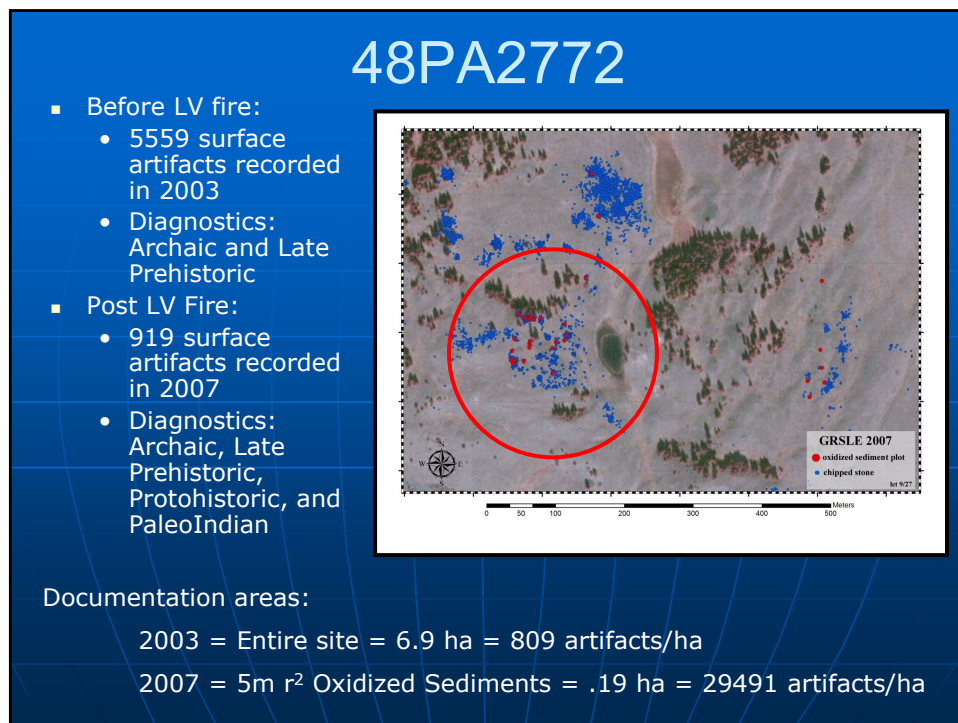 48PA2772
Before LV fire:
5559 surface
artifacts recorded
in 2003
Diagnostics:
Archaic and Late
Prehistoric
Post LV Fire:
919 surface
artifacts recorded
in 2007
Diagnostics:
Archaic, Late
Prehistoric,
Protohistoric, and
PaleoIndian
N
W E
S
GRSLE 2007
oxidized sediment plot
chipped stone
lct 9/27
Meters
0 50 100 200 300 400 500
Documentation areas:
2003 = Entire site = 6.9 ha = 809 artifacts/ha
2007 = 5m r² Oxidized Sediments = .19 ha = 29491 artifacts/ha